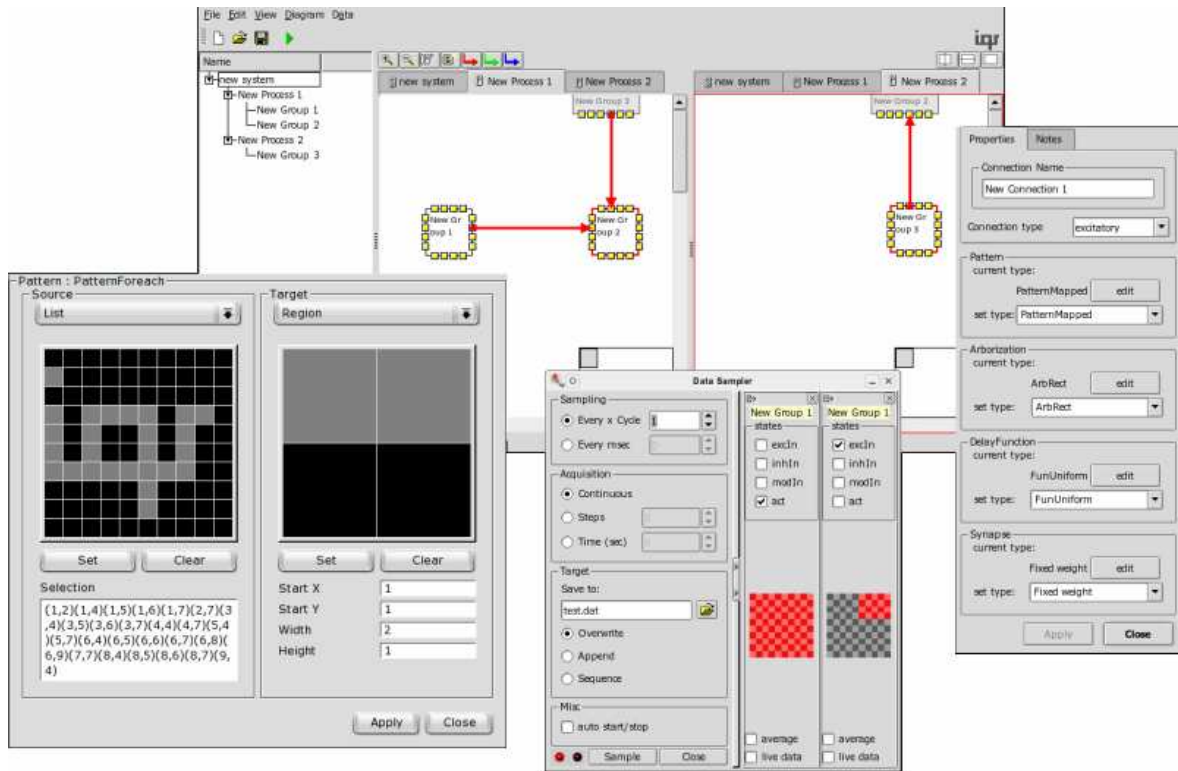 File Edit View Diagram Data
iqr
Name
new system
New Process 1
New Group 1
New Group 2
New Process 2
New Group 3
new system
New Process 1
New Process 2
New Group 3
New Gr
oup 1
New Gr
oup 2
new system
New Process 1
New Process 2
New Group 2
New Gr
oup 3
Properties
Notes
Connection Name
New Connection 1
Connection type
excitatory
Pattern
current type:
PatternMapped
edit
set type:
PatternMapped
Arborization
current type:
ArbRect
edit
set type:
ArbRect
DelayFunction
current type:
FunUniform
edit
set type:
FunUniform
Synapse
current type:
Fixed weight
edit
set type:
Fixed weight
Apply
Close
Pattern : PatternForeach
Source
List
Set
Clear
Selection
(1,2)(1,4)(1,5)(1,6)(1,7)(2,7)(3
,4)(3,5)(3,6)(3,7)(4,4)(4,7)(5,4
)(5,7)(6,4)(6,5)(6,6)(6,7)(6,8)(
6,9)(7,7)(8,4)(8,5)(8,6)(8,7)(9,
4)
Target
Region
Set
Clear
Start X
1
Start Y
1
Width
2
Height
1
Apply
Close
Data Sampler
Sampling
Every x Cycle
1
Every msec
Acquisition
Continuous
Steps
Time (sec)
Target
Save to:
test.dat
Overwrite
Append
Sequence
Misc
auto start/stop
Sample
Close
New Group 1
states
excIn
inhIn
modIn
act
average
live data
New Group 1
states
excIn
inhIn
modIn
act
average
live data